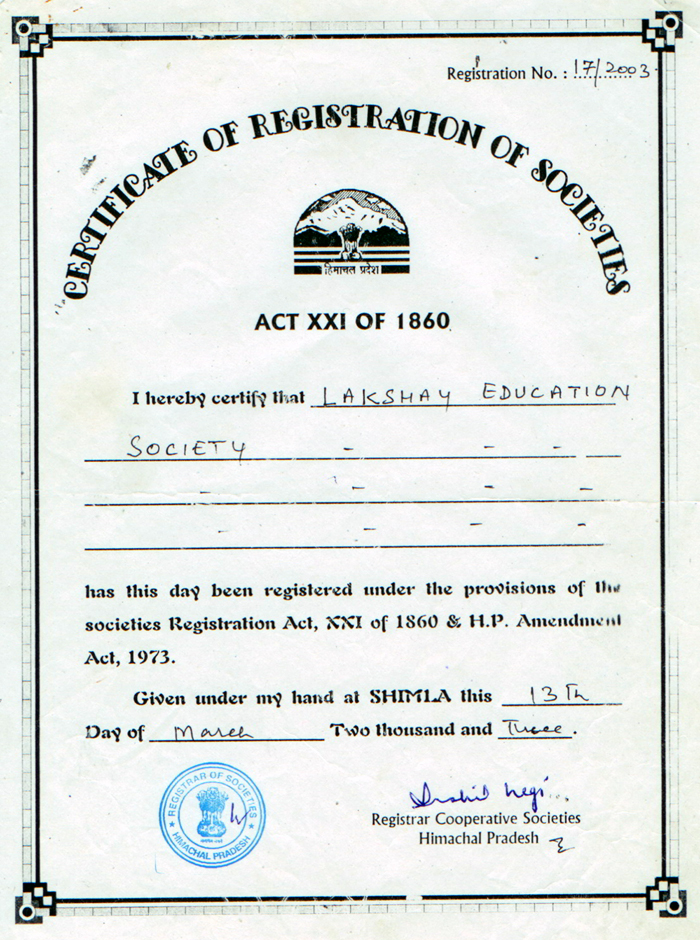 Registration No. : 17/2003
CERTIFICATE OF REGISTRATION OF SOCIETIES
हिमाचल प्रदेश
ACT XXI OF 1860
I hereby certify that LAKSHAY EDUCATION
SOCIETY - - -
- - - -
- - - -
has this day been registered under the provisions of the
societies Registration Act, XXI of 1860 & H.P. Amendment
Act, 1973.
Given under my hand at SHIMLA this 13Th
Day of March Two thousand and Three.
REGISTRAR OF SOCIETIES
HIMACHAL PRADESH
Negi
Registrar Cooperative Societies
Himachal Pradesh